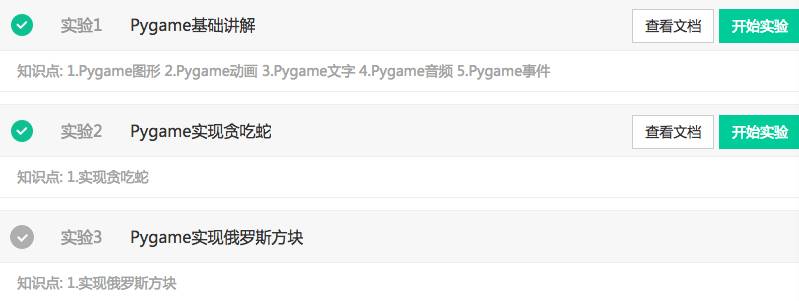 实验1 Pygame基础讲解 查看文档 开始实验
知识点: 1.Pygame图形 2.Pygame动画 3.Pygame文字 4.Pygame音频 5.Pygame事件
实验2 Pygame实现贪吃蛇 查看文档 开始实验
知识点: 1.实现贪吃蛇
实验3 Pygame实现俄罗斯方块
知识点: 1.实现俄罗斯方块